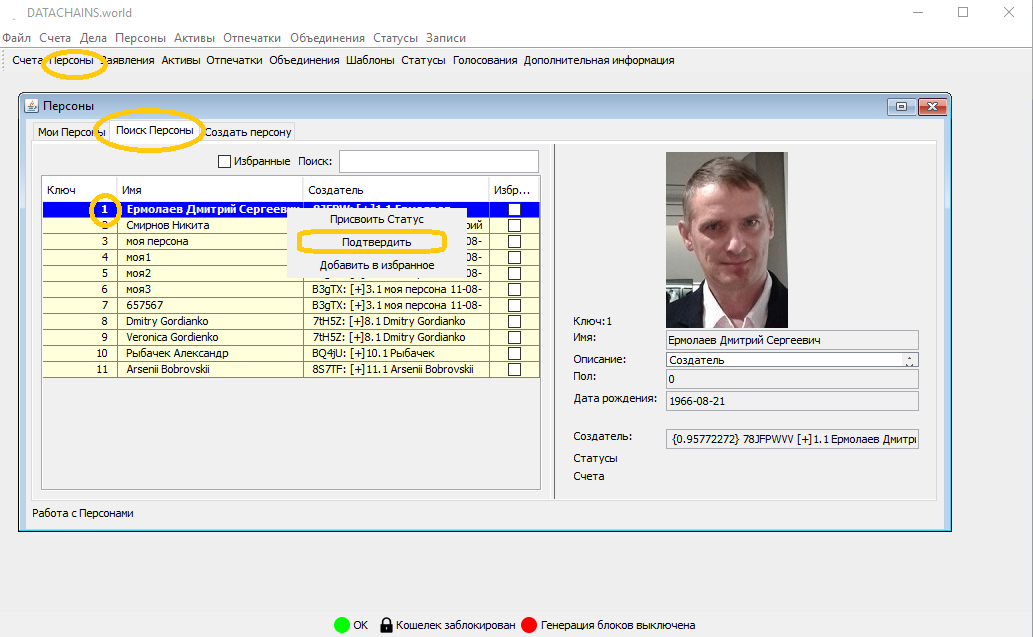 DATACHAINS.world
Файл Счета Дела Персоны Активы Отпечатки Объединения Статусы Записи
Счета Персоны Заявления Активы Отпечатки Объединения Шаблоны Статусы Голосования Дополнительная информация
Персоны
Мои Персоны Поиск Персоны Создать персону
Избранные Поиск:
Ключ Имя Создатель Избр...
1 Ермолаев Дмитрий Сергеевич
2 Смирнов Никита
3 моя персона 08-
4 моя1 08-
5 моя2 08-
6 моя3 B3gTX: [+]3.1 моя персона 11-08-
7 657567 B3gTX: [+]3.1 моя персона 11-08-
8 Dmitry Gordianko 7tH5Z: [+]8.1 Dmitry Gordianko
9 Veronica Gordienko 7tH5Z: [+]8.1 Dmitry Gordianko
10 Рыбачек Александр BQ4jU: [+]10.1 Рыбачек
11 Arsenii Bobrovskii 8S7TF: [+]11.1 Arsenii Bobrovskii
Присвоить Статус
Подтвердить
Добавить в избранное
Ключ:1
Имя: Ермолаев Дмитрий Сергеевич
Описание: Создатель
Пол: 0
Дата рождения: 1966-08-21
Создатель: {0.95772272} 78JFPWVV [+]1.1 Ермолаев Дмитри
Статусы
Счета
Работа с Персонами
OK Кошелек заблокирован Генерация блоков выключена